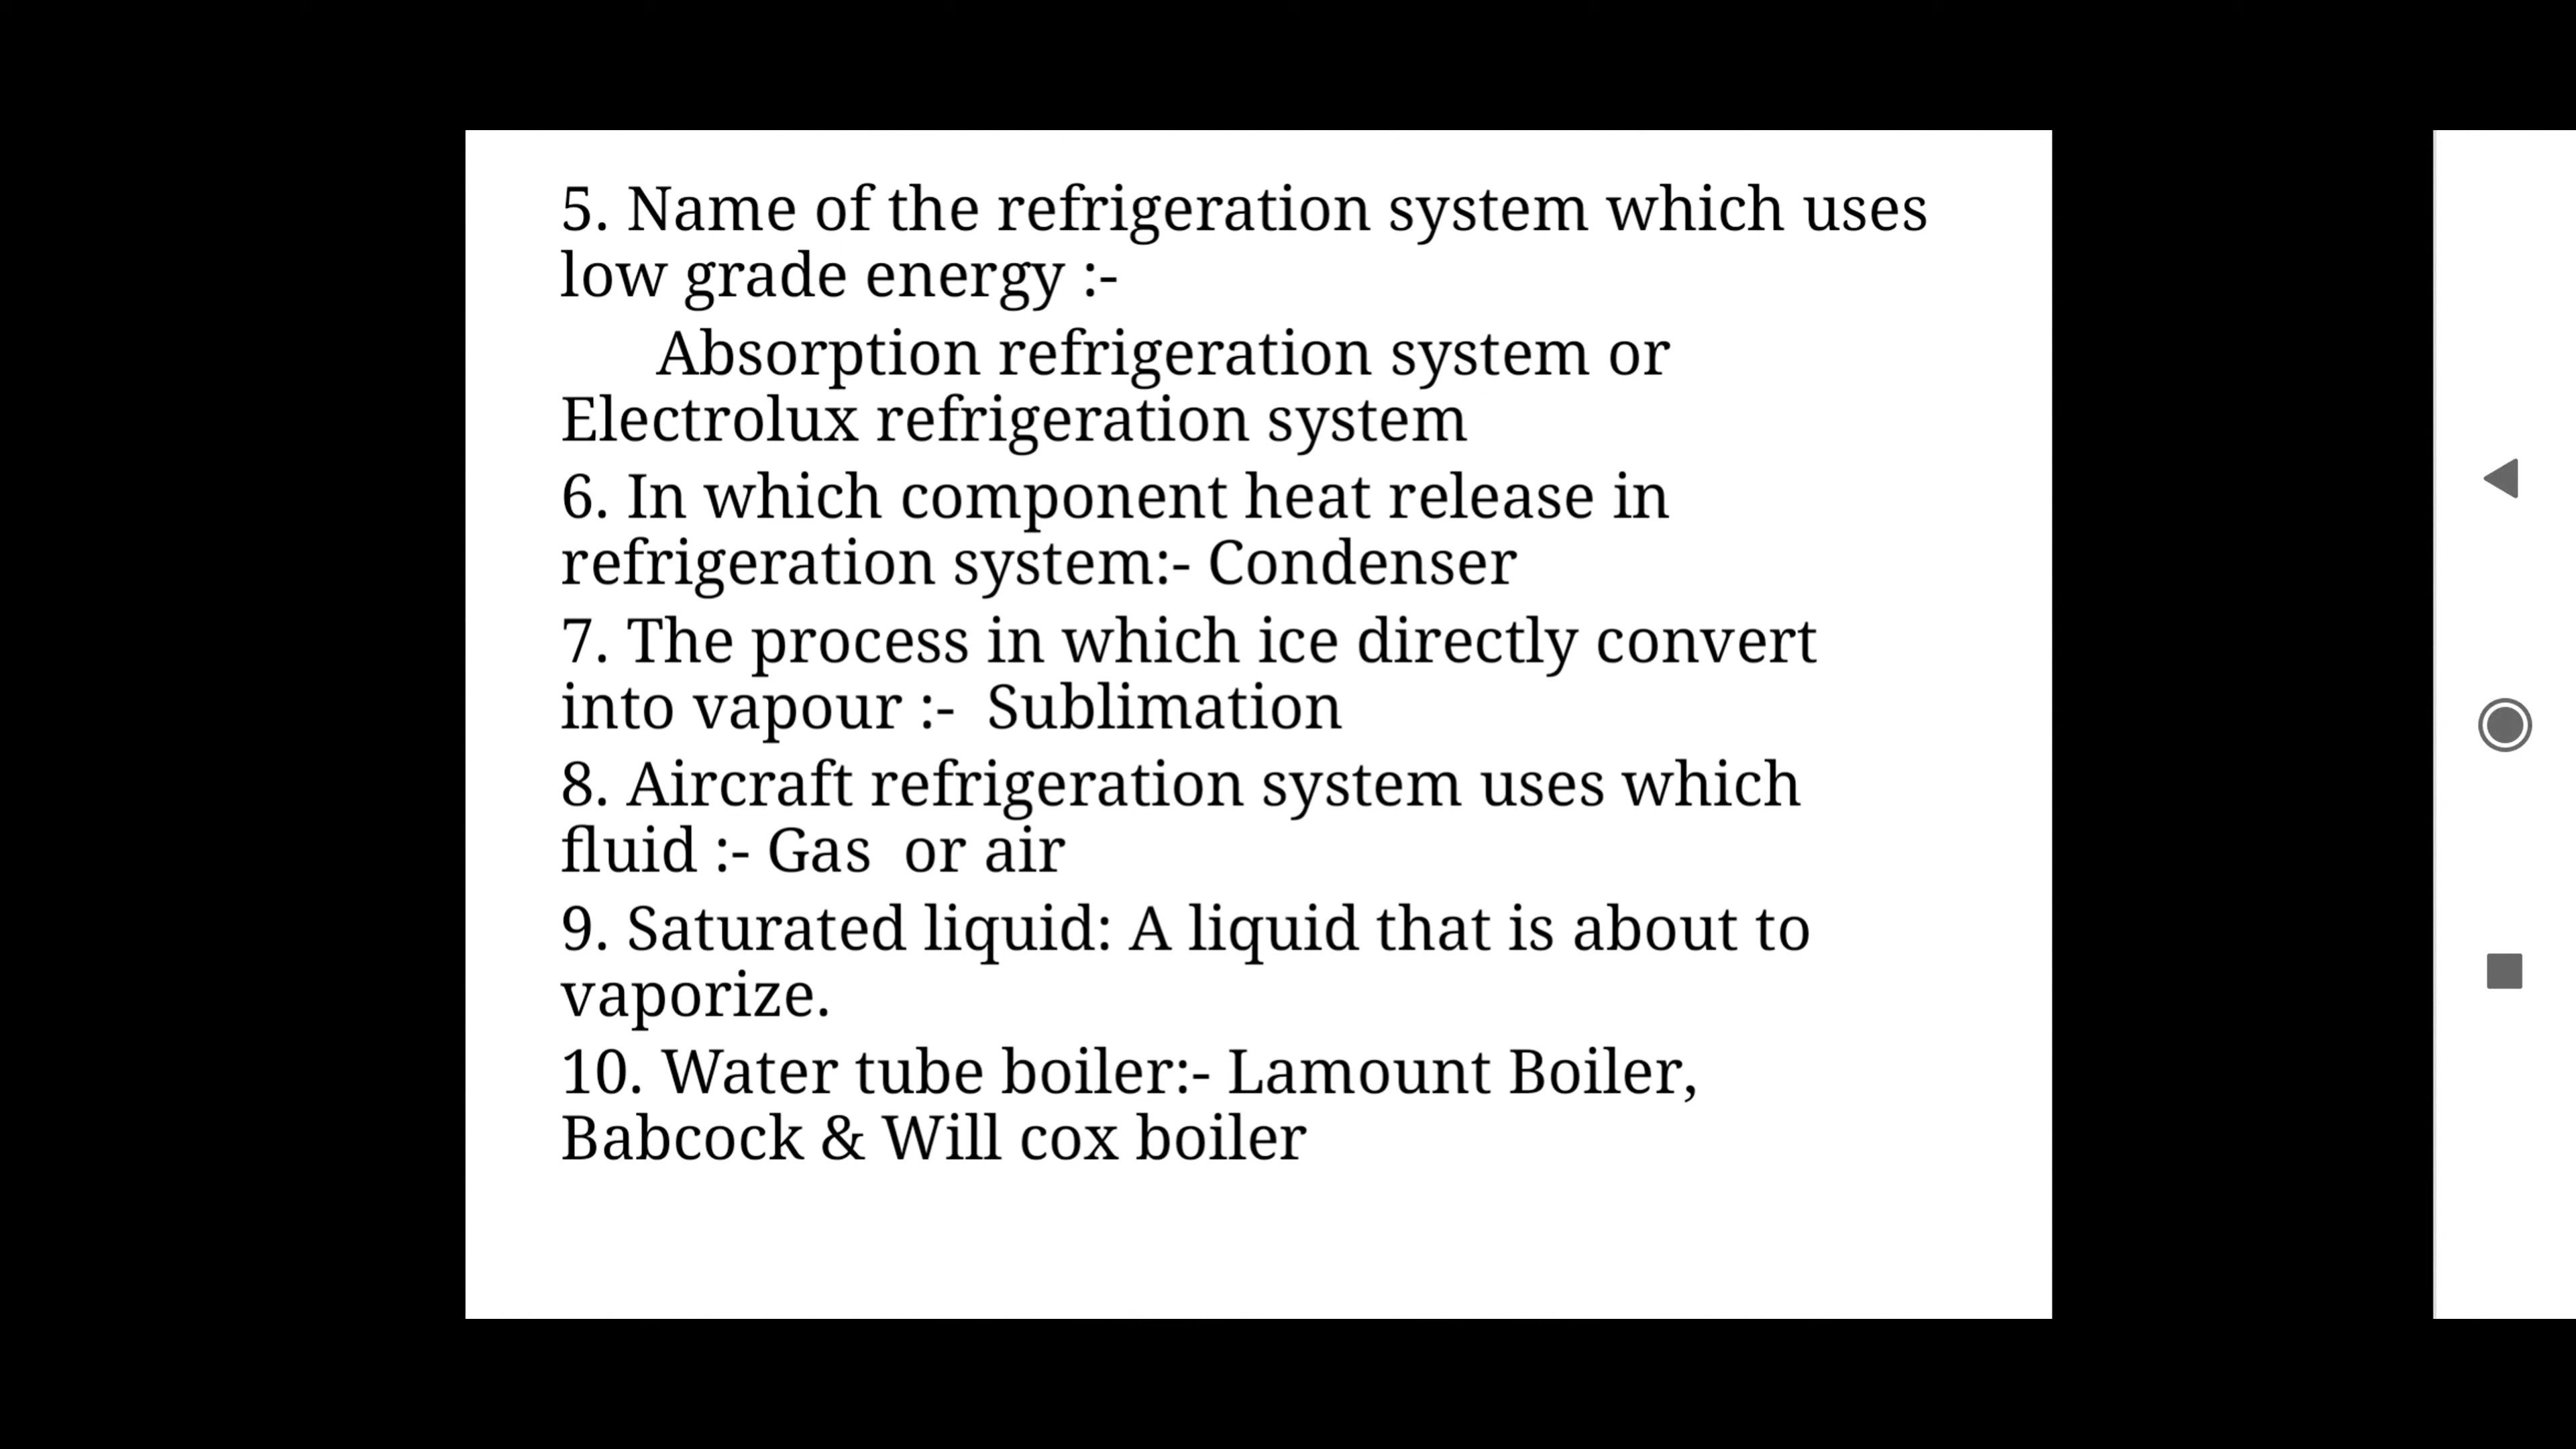 5. Name of the refrigeration system which uses
low grade energy :-
Absorption refrigeration system or
Electrolux refrigeration system
6. In which component heat release in
refrigeration system:- Condenser
7. The process in which ice directly convert
into vapour :-  Sublimation
8. Aircraft refrigeration system uses which
fluid :- Gas  or air
9. Saturated liquid: A liquid that is about to
vaporize.
10. Water tube boiler:- Lamount Boiler,
Babcock & Will cox boiler